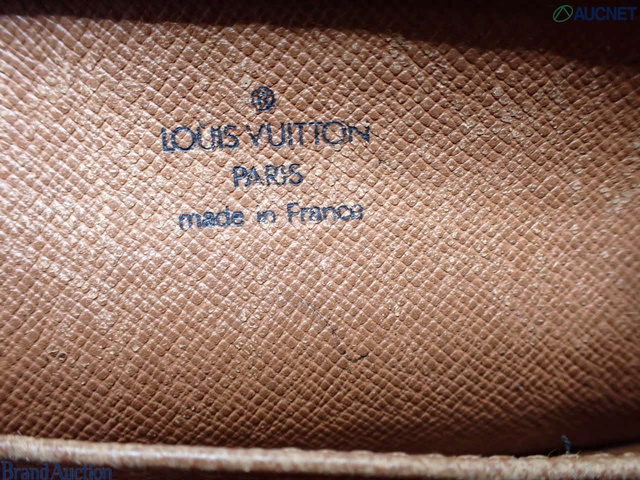 AUCNET
LOUIS VUITTON
PARIS
made in France
Brand Auction